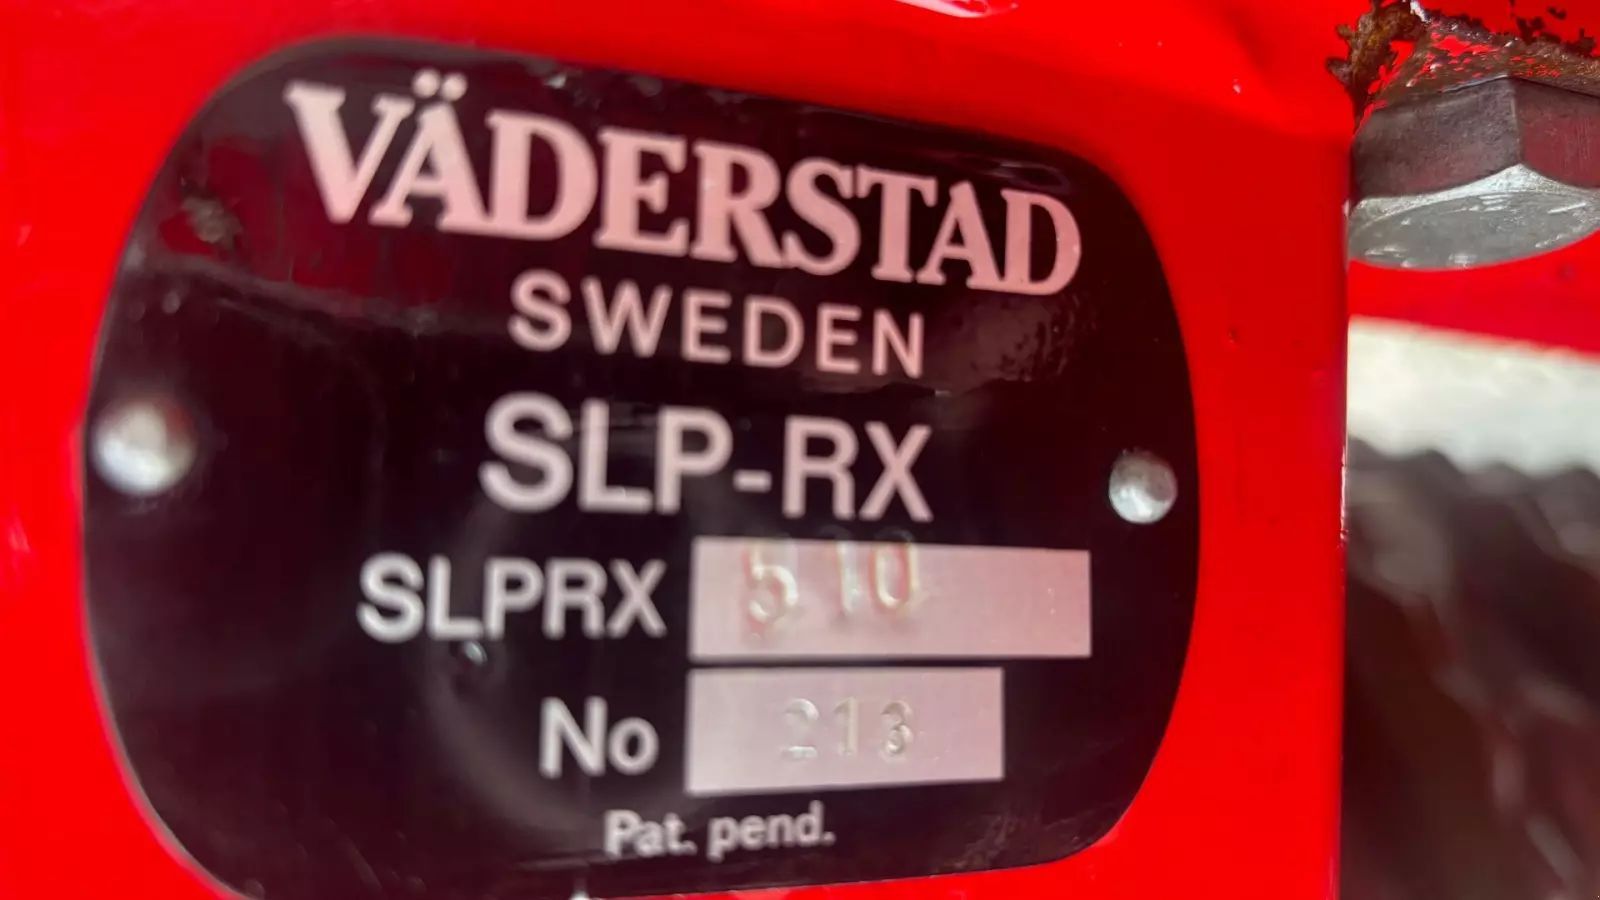 VÄDERSTAD
SWEDEN
SLP-RX
SLPRX 510
No 213
Pat. pend.